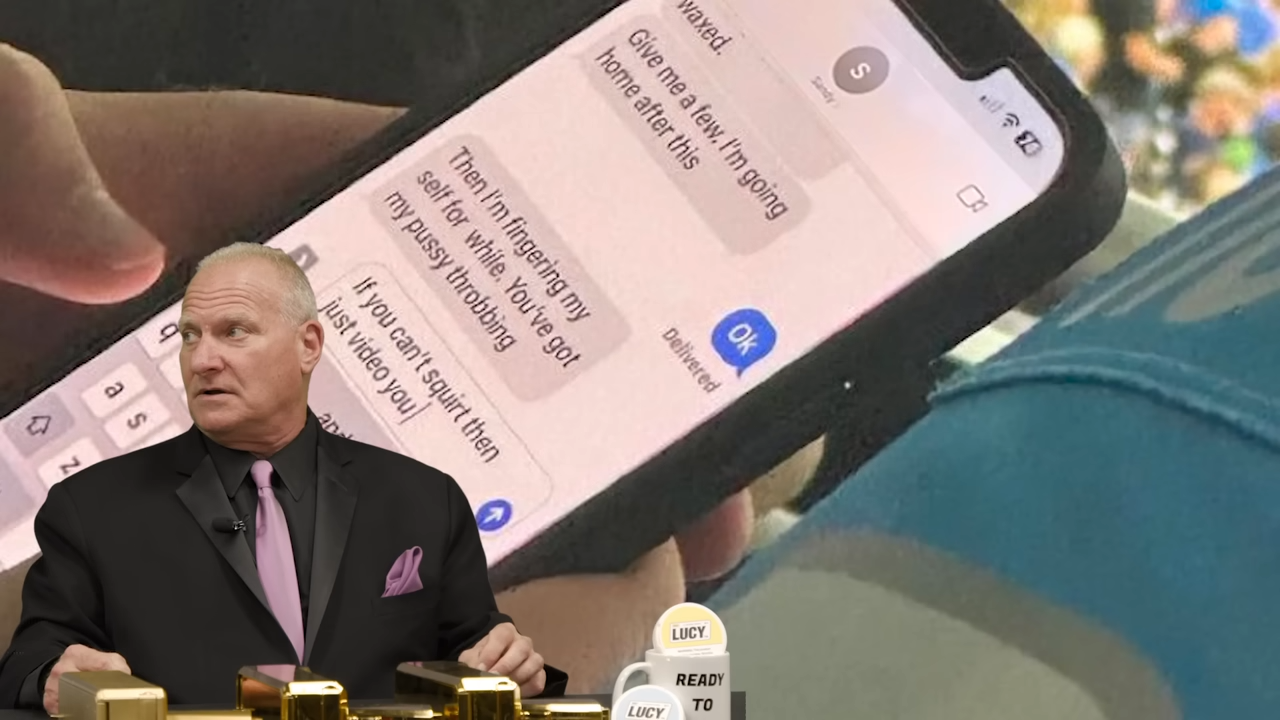 waxed.
S
Sandy
Give me a few. I'm going
home after this
Ok
Delivered
Then I'm fingering my
self for while. You've got
my pussy throbbing
If you can't squirt then
just video you
and
q
a
s
z
LUCY
READY
TO
LUCY